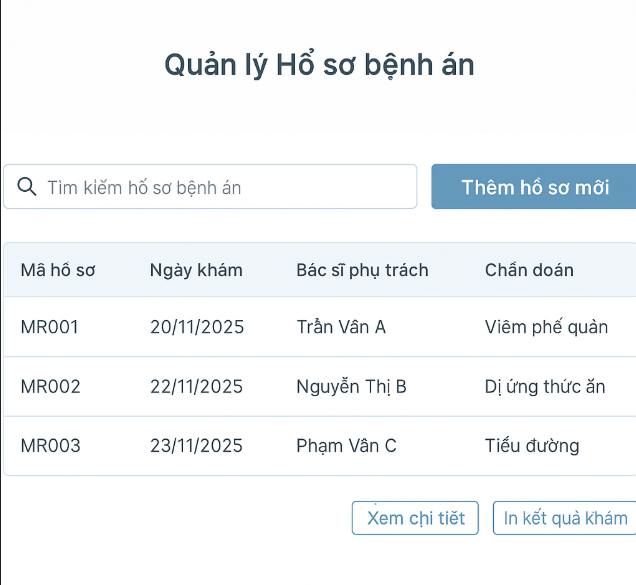 Quản lý Hổ sơ bệnh án
Tìm kiếm hố sơ bệnh án
Thêm hồ sơ mới
Mã hồ sơ Ngày khám Bác sĩ phụ trách Chẩn doán
MR001 20/11/2025 Trần Vân A Viêm phế quản
MR002 22/11/2025 Nguyễn Thị B Dị ứng thức ăn
MR003 23/11/2025 Phạm Vân C Tiểu đường
Xem chi tiết In kết quả khám